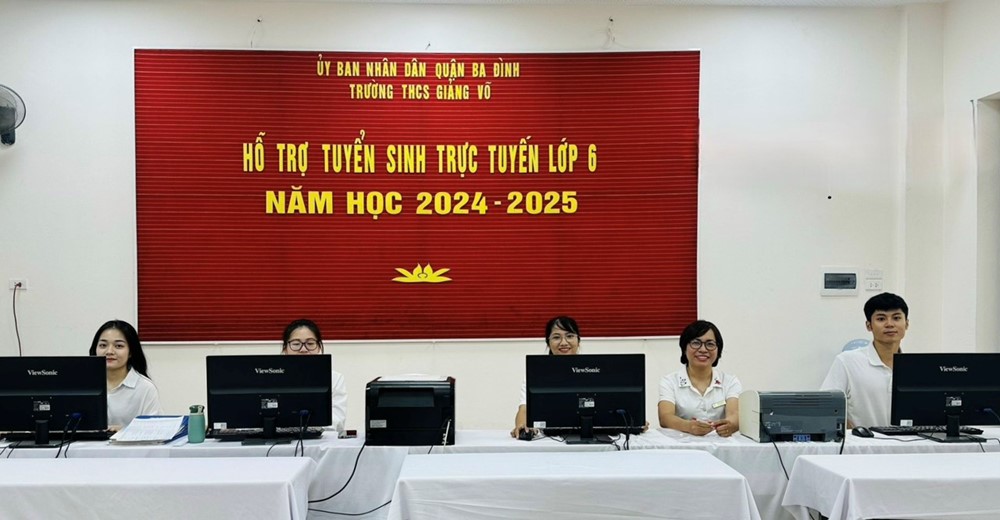 ỦY BAN NHÂN DÂN QUẬN BA ĐÌNH
TRƯỜNG THCS GIẢNG VÕ
HỖ TRỢ TUYỂN SINH TRỰC TUYẾN LỚP 6
NĂM HỌC 2024 - 2025
ViewSonic
ViewSonic
ViewSonic
ViewSonic